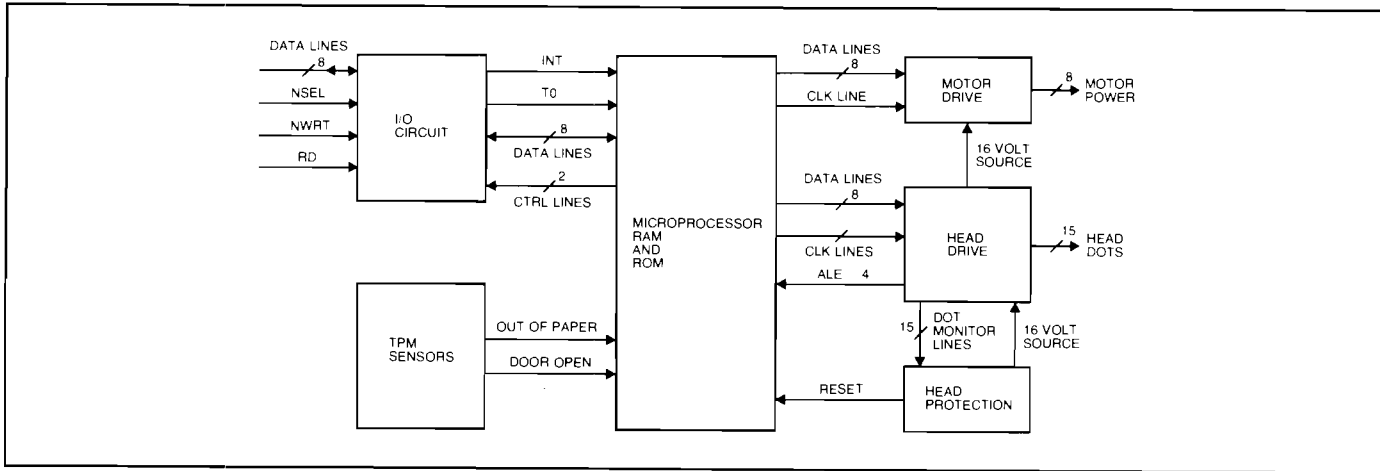 DATA LINES
8
NSEL
NWRT
RD
I/O
CIRCUIT
INT
T0
8
DATA LINES
2
CTRL LINES
TPM
SENSORS
OUT OF PAPER
DOOR OPEN
MICROPROCESSOR
RAM
AND
ROM
DATA LINES
8
CLK LINE
MOTOR
DRIVE
8
MOTOR
POWER
16 VOLT
SOURCE
DATA LINES
8
CLK LINES
ALE 4
HEAD
DRIVE
15
HEAD
DOTS
15
DOT
MONITOR
LINES
16 VOLT
SOURCE
RESET
HEAD
PROTECTION